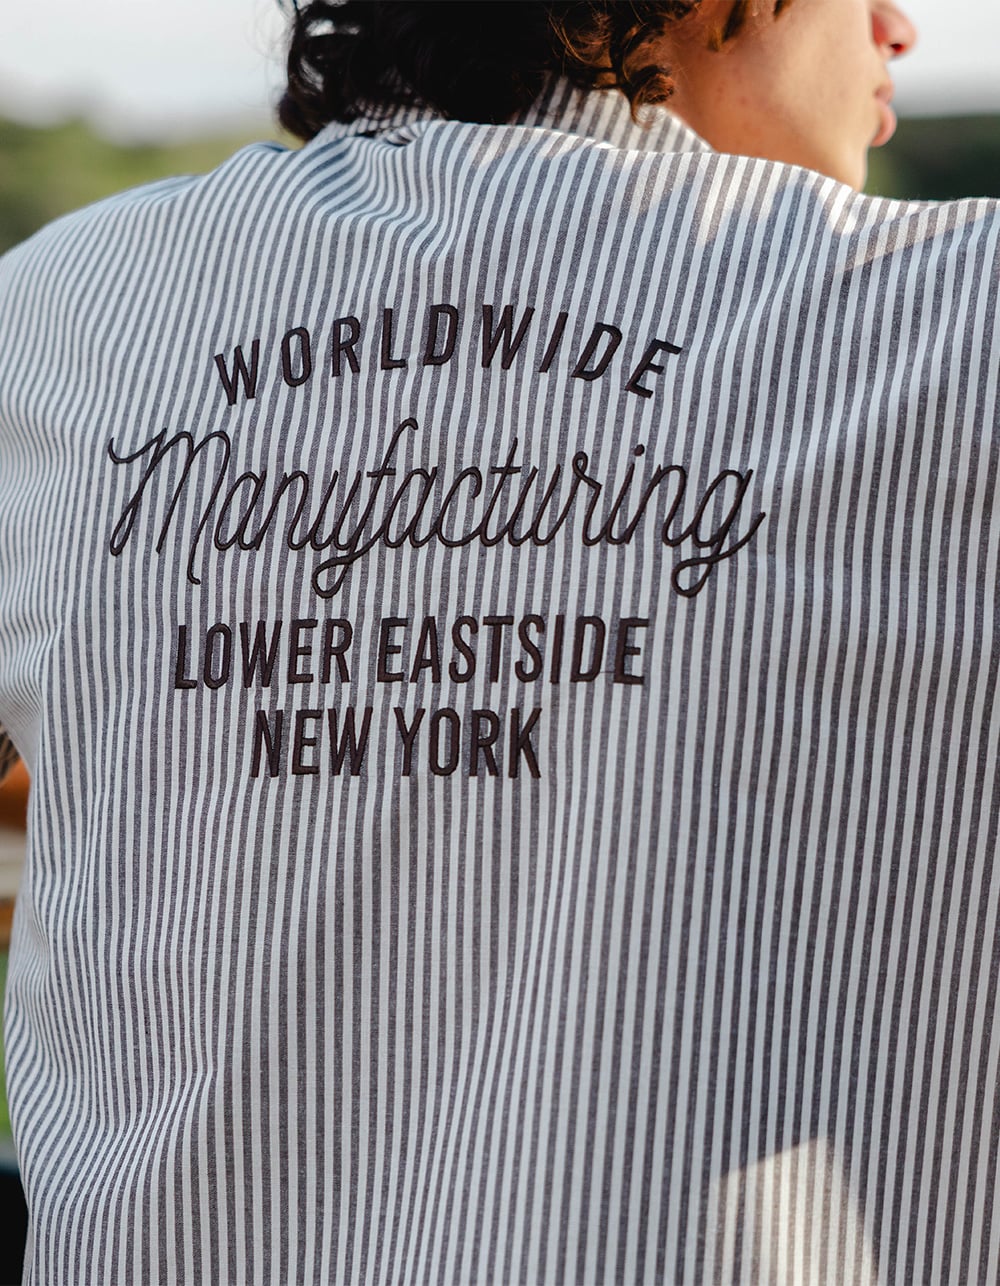 WORLDWIDE
Manufacturing
LOWER EASTSIDE
NEW YORK